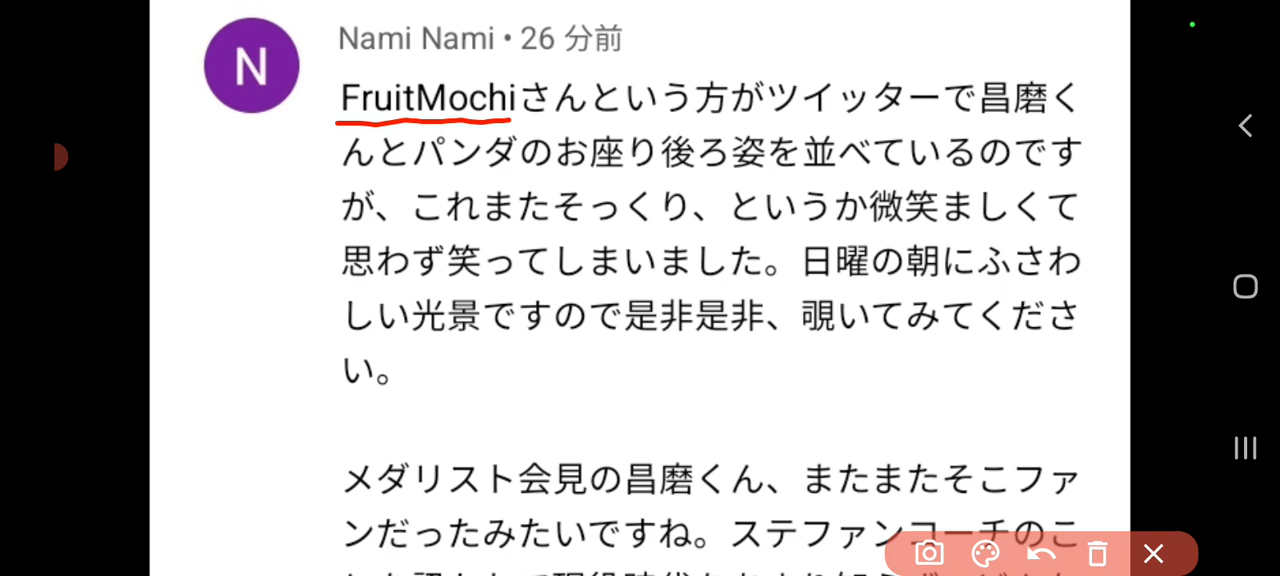 N
Nami Nami • 26 分前
FruitMochiさんという方がツイッターで昌磨く
んとパンダのお座り後ろ姿を並べているのです
が、これまたそっくり、というか微笑ましくて
思わず笑ってしまいました。日曜の朝にふさわ
しい光景ですので是非是非、覗いてみてくださ
い。
メダリスト会見の昌磨くん、またまたそこファ
ンだったみたいですね。ステファンコーチのこ